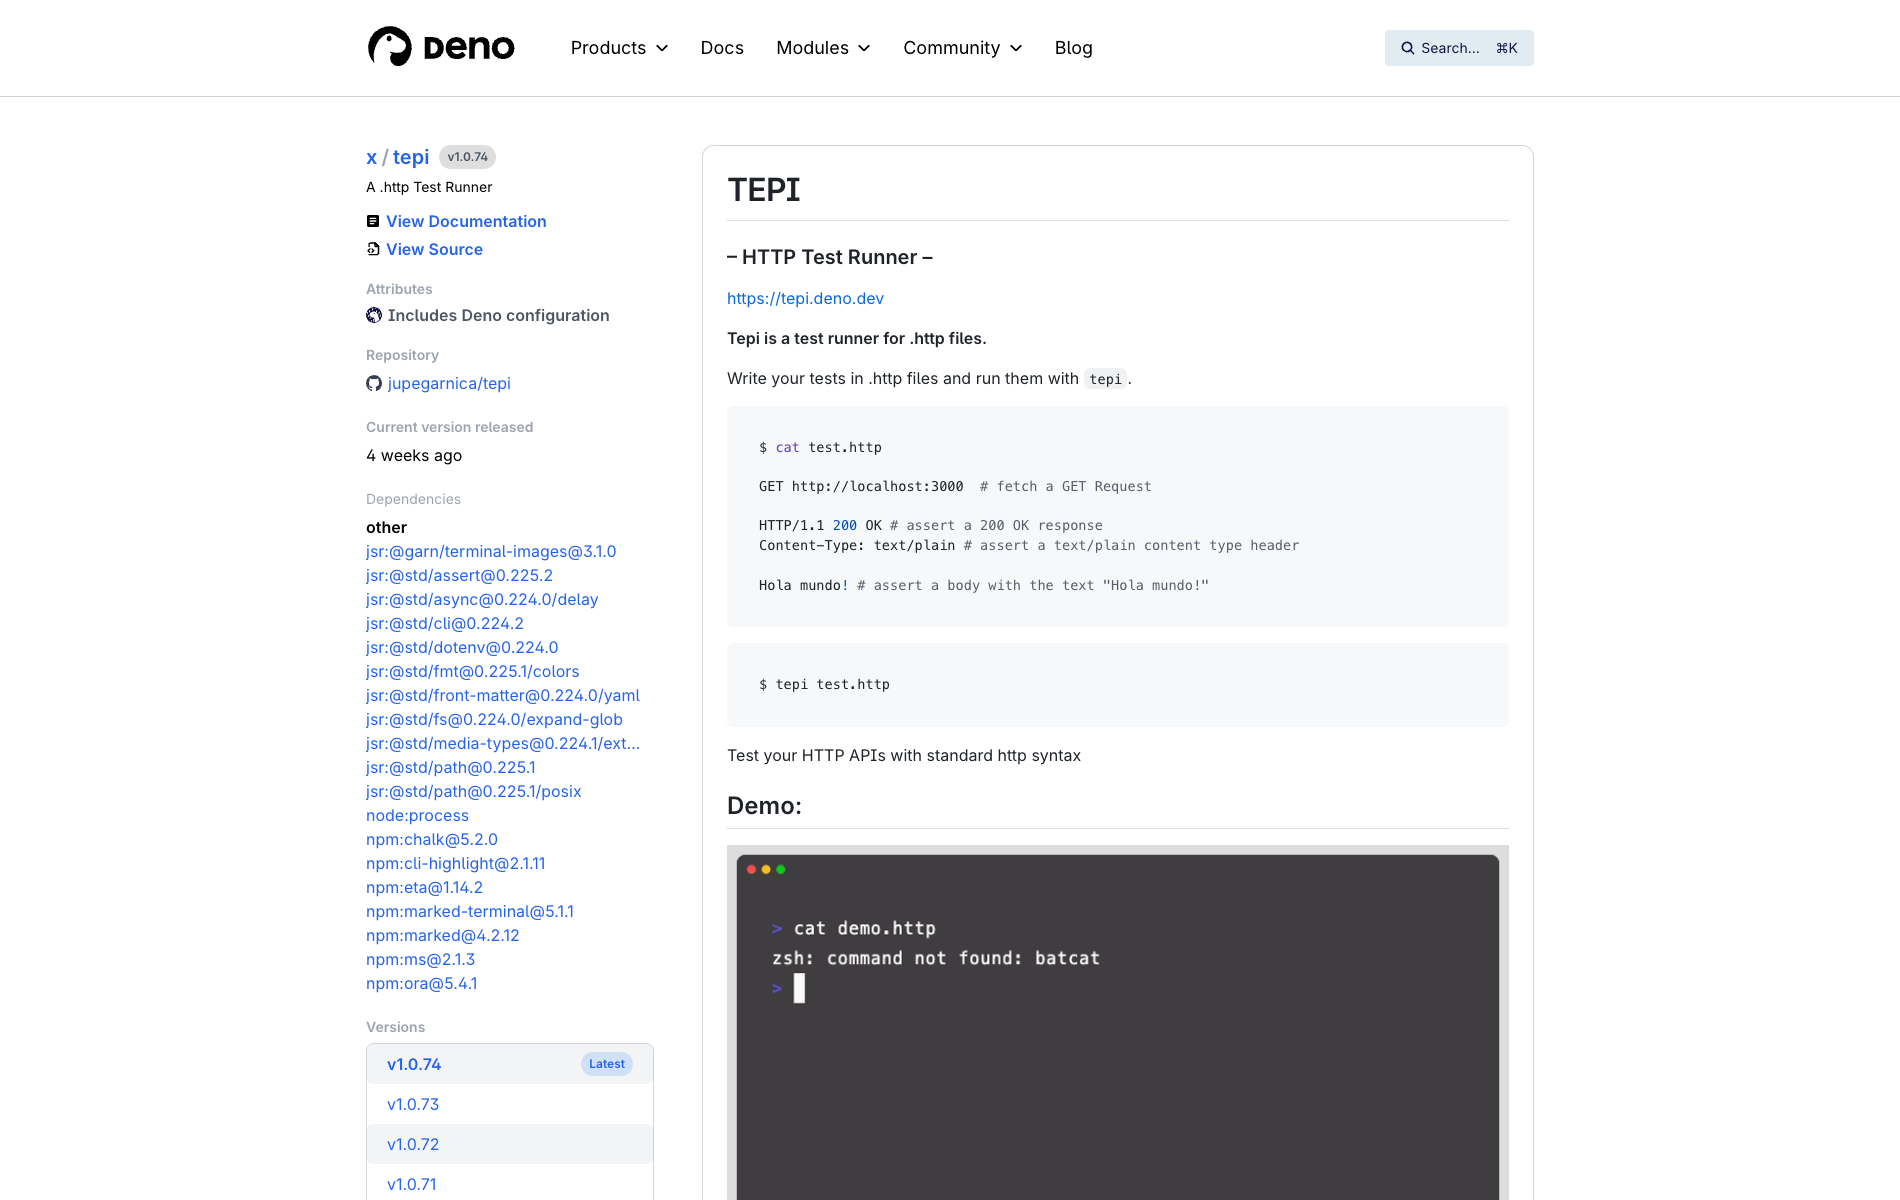 DENO
Products
Docs
Modules
Community
Blog
Search... ⌘K
x / tepi v1.0.74
A .http Test Runner
View Documentation
View Source
Attributes
Includes Deno configuration
Repository
jupegarnica/tepi
Current version released
4 weeks ago
Dependencies
other
jsr:@garn/terminal-images@3.1.0
jsr:@std/assert@0.225.2
jsr:@std/async@0.224.0/delay
jsr:@std/cli@0.224.2
jsr:@std/dotenv@0.224.0
jsr:@std/fmt@0.225.1/colors
jsr:@std/front-matter@0.224.0/yaml
jsr:@std/fs@0.224.0/expand-glob
jsr:@std/media-types@0.224.1/ext...
jsr:@std/path@0.225.1
jsr:@std/path@0.225.1/posix
node:process
npm:chalk@5.2.0
npm:cli-highlight@2.1.11
npm:eta@1.14.2
npm:marked-terminal@5.1.1
npm:marked@4.2.12
npm:ms@2.1.3
npm:ora@5.4.1
Versions
v1.0.74 Latest
v1.0.73
v1.0.72
v1.0.71
TEPI
– HTTP Test Runner –
https://tepi.deno.dev
Tepi is a test runner for .http files.
Write your tests in .http files and run them with tepi.
$ cat test.http
GET http://localhost:3000  # fetch a GET Request
HTTP/1.1 200 OK # assert a 200 OK response
Content-Type: text/plain # assert a text/plain content type header
Hola mundo! # assert a body with the text "Hola mundo!"
$ tepi test.http
Test your HTTP APIs with standard http syntax
Demo:
> cat demo.http
zsh: command not found: batcat
>